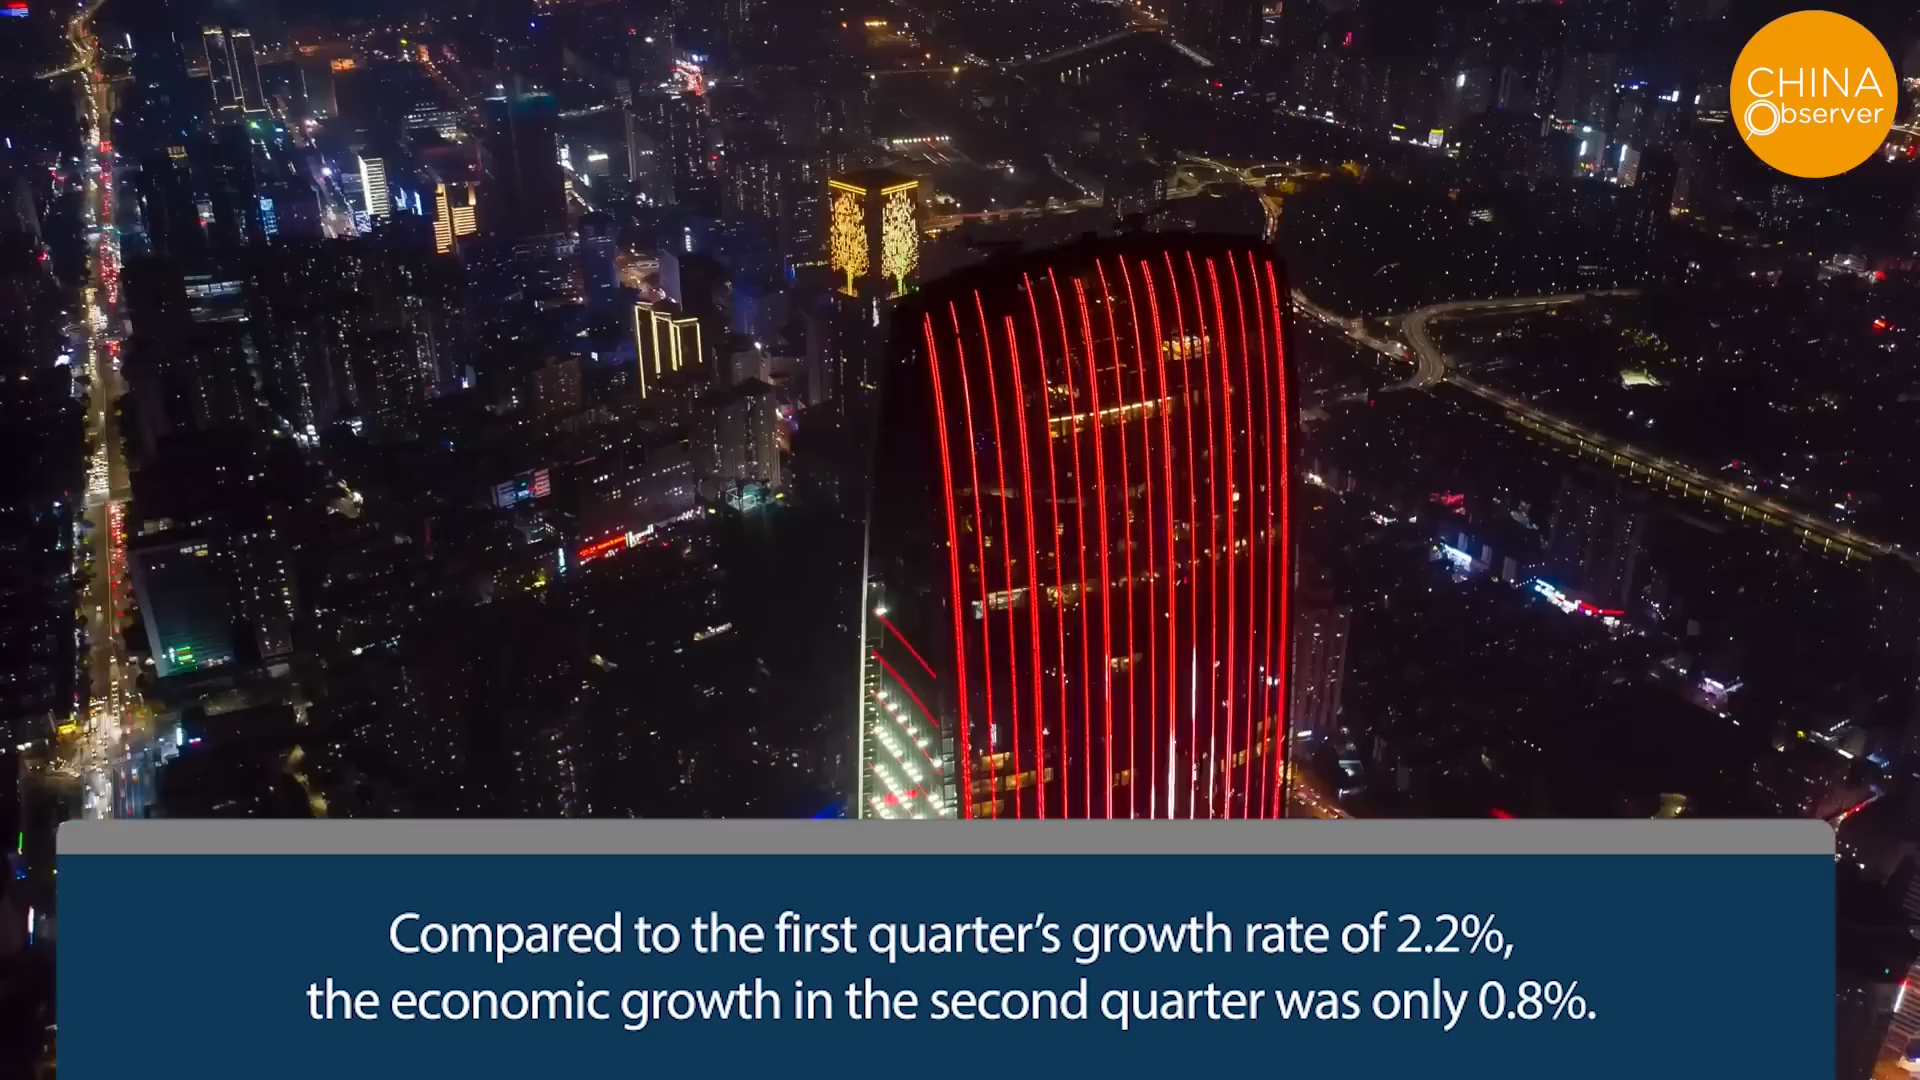 CHINA
Observer
Compared to the first quarter’s growth rate of 2.2%,
the economic growth in the second quarter was only 0.8%.